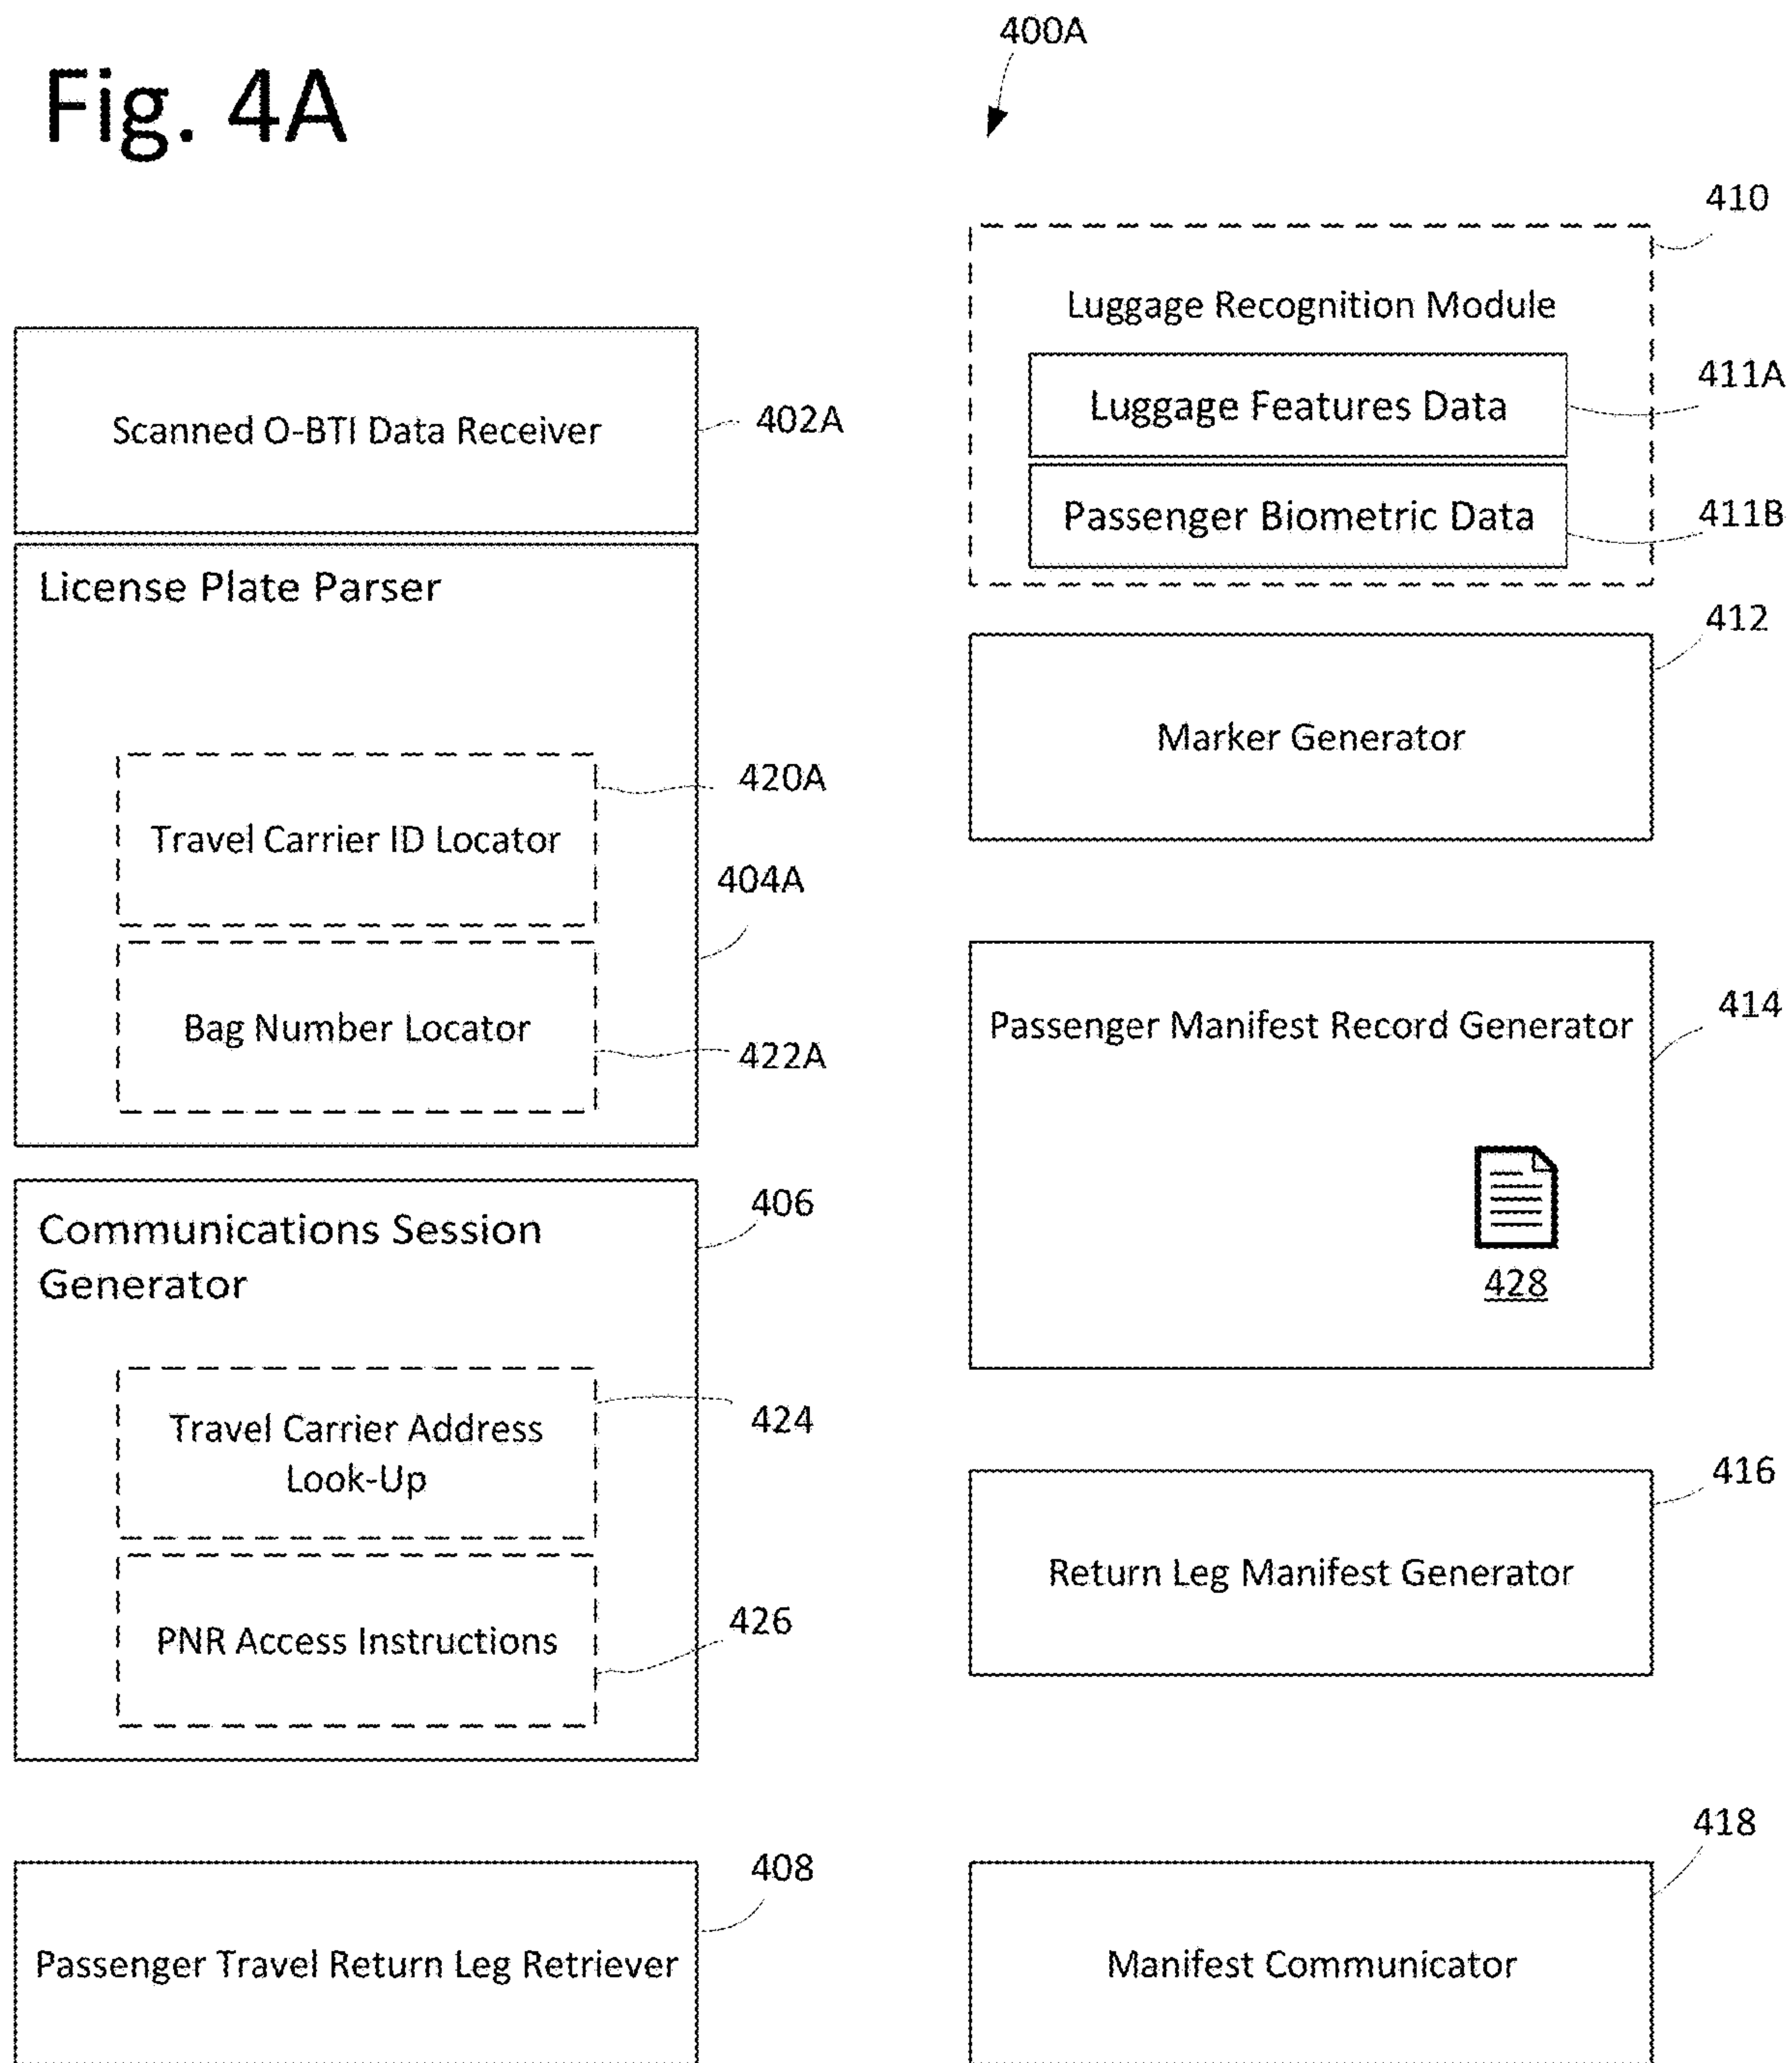 Fig. 4A
400A
Scanned O-BTI Data Receiver
402A
License Plate Parser
Travel Carrier ID Locator
420A
404A
Bag Number Locator
422A
Communications Session
Generator
406
Travel Carrier Address
Look-Up
424
PNR Access Instructions
426
Passenger Travel Return Leg Retriever
408
410
Luggage Recognition Module
Luggage Features Data
411A
Passenger Biometric Data
411B
412
Marker Generator
Passenger Manifest Record Generator
414
428
416
Return Leg Manifest Generator
418
Manifest Communicator